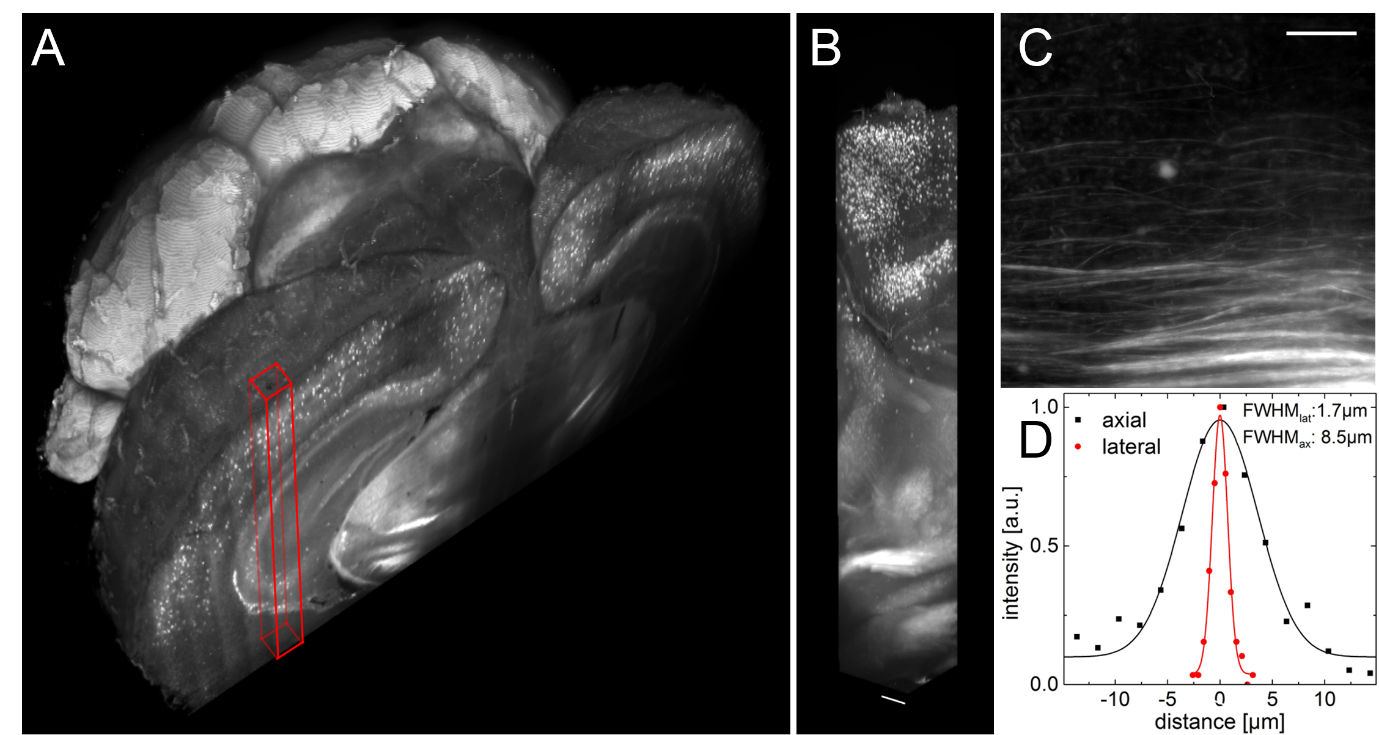 A
B
C
D
axial
lateral
FWHMlat:1.7µm
FWHMax: 8.5µm
1.0
0.5
0.0
intensity [a.u.]
-10
-5
0
5
10
distance [µm]